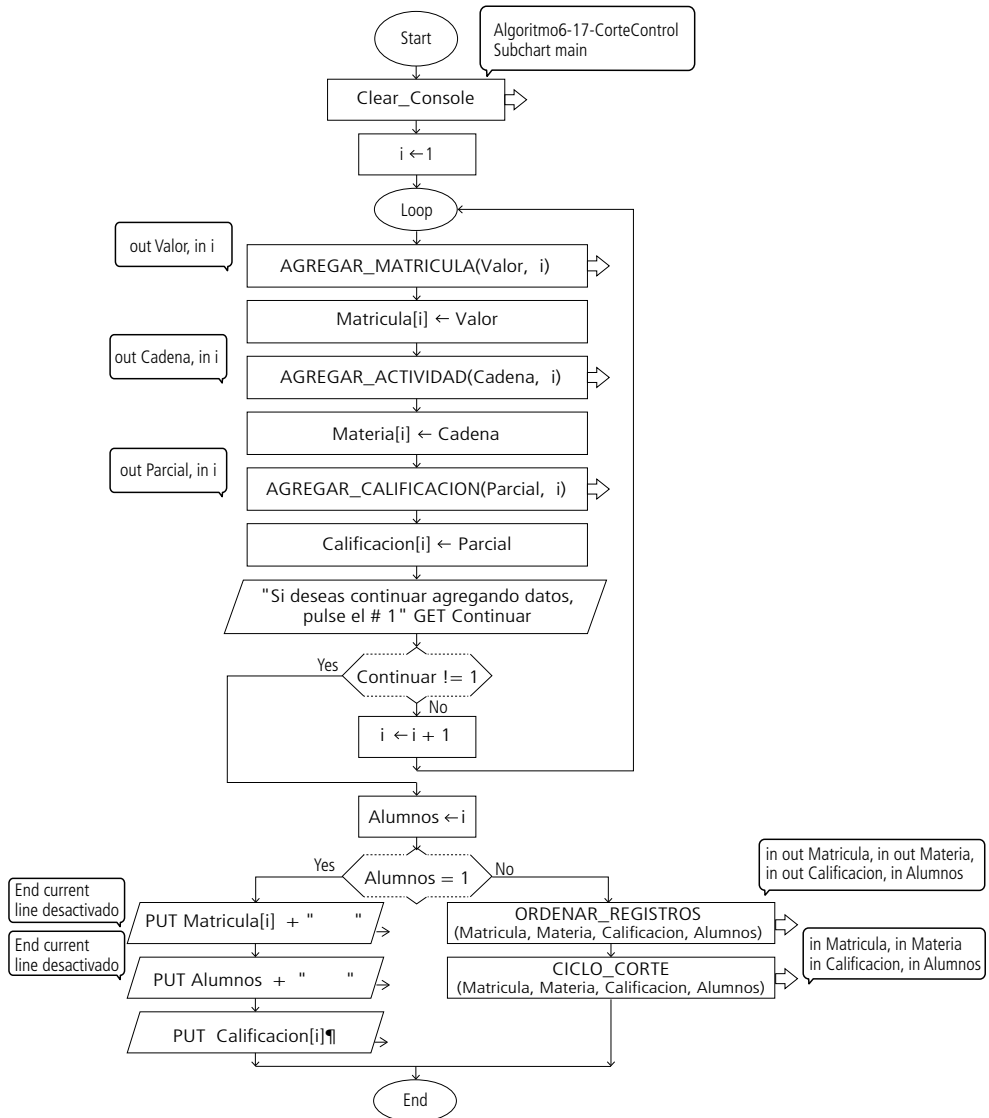 Start
Algoritmo6-17-CorteControl
Subchart main
Clear_Console
i ←1
Loop
out Valor, in i
AGREGAR_MATRICULA(Valor, i)
Matricula[i] ← Valor
out Cadena, in i
AGREGAR_ACTIVIDAD(Cadena, i)
Materia[i] ← Cadena
out Parcial, in i
AGREGAR_CALIFICACION(Parcial, i)
Calificacion[i] ← Parcial
"Si deseas continuar agregando datos,
pulse el # 1" GET Continuar
Yes
Continuar != 1
No
i ←i + 1
Alumnos ←i
Yes
Alumnos = 1
No
in out Matricula, in out Materia,
in out Calificacion, in Alumnos
End current
line desactivado
PUT Matricula[i] + "     "
ORDENAR_REGISTROS
(Matricula, Materia, Calificacion, Alumnos)
End current
line desactivado
PUT Alumnos + "     "
CICLO_CORTE
(Matricula, Materia, Calificacion, Alumnos)
in Matricula, in Materia
in Calificacion, in Alumnos
PUT Calificacion[i]¶
End